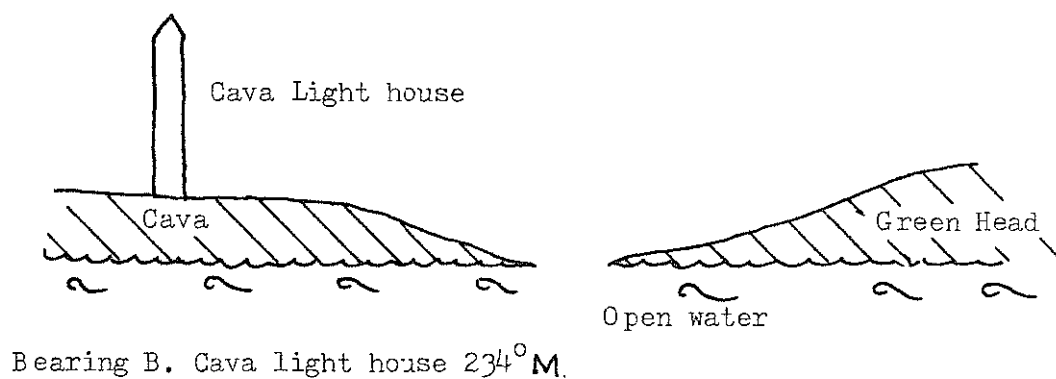 Cava Light house
Cava
Green Head
Open water
Bearing B. Cava light house 234°M.